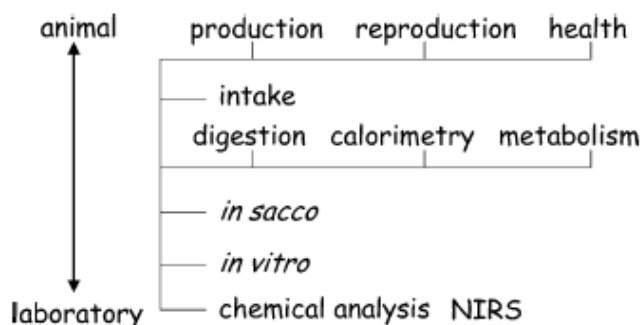 animal production reproduction health
intake
digestion calorimetry metabolism
in sacco
in vitro
laboratory chemical analysis NIRS